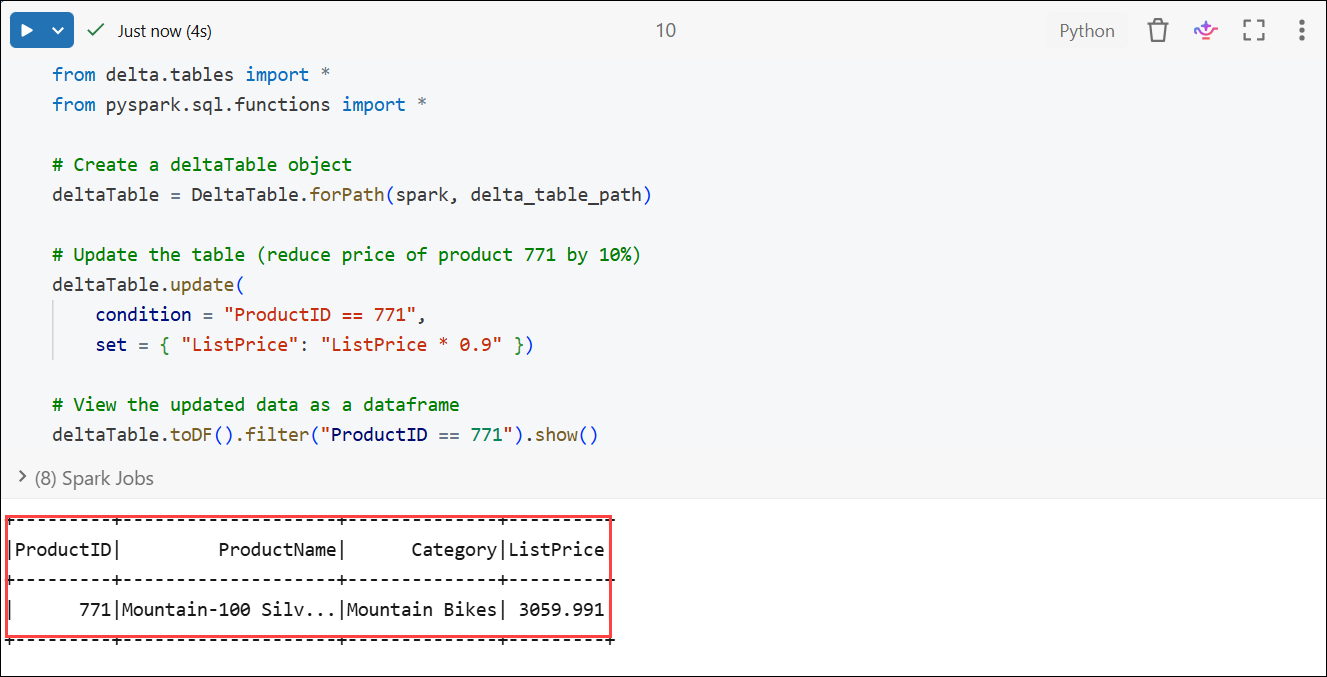 Just now (4s)
10
Python
from delta.tables import *
from pyspark.sql.functions import *
# Create a deltaTable object
deltaTable = DeltaTable.forPath(spark, delta_table_path)
# Update the table (reduce price of product 771 by 10%)
deltaTable.update(
    condition = "ProductID == 771",
    set = { "ListPrice": "ListPrice * 0.9" })
# View the updated data as a dataframe
deltaTable.toDF().filter("ProductID == 771").show()
(8) Spark Jobs
+---------+--------------------+--------------+---------+
|ProductID|         ProductName|      Category|ListPrice
+---------+--------------------+--------------+---------+
|      771|Mountain-100 Silv...|Mountain Bikes| 3059.991
+---------+--------------------+--------------+---------+